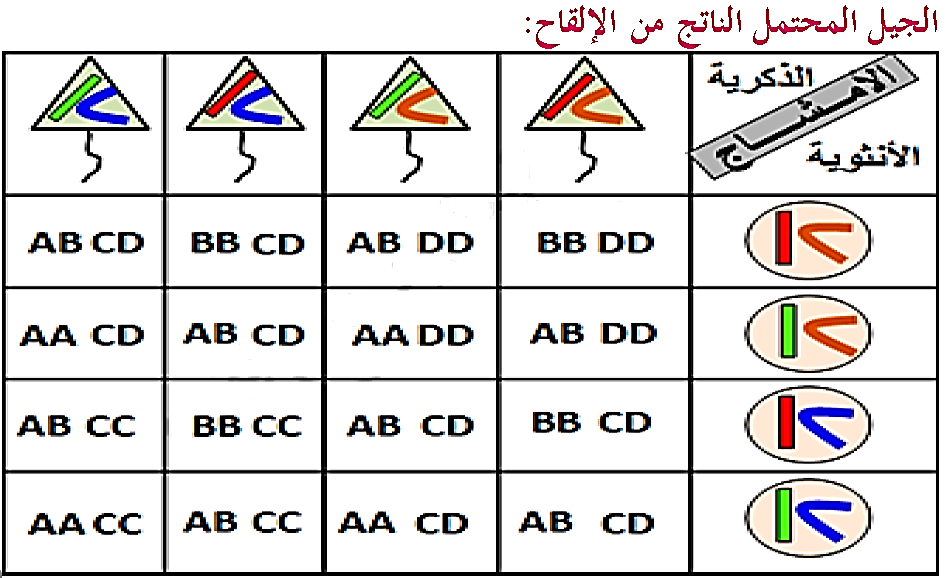 الجيل المحتمل الناتج من الإلقاح:
الذكرية
الامشاج
الأنثوية
AB CD BB CD AB DD BB DD
AA CD AB CD AA DD AB DD
AB CC BB CC AB CD BB CD
AA CC AB CC AA CD AB CD